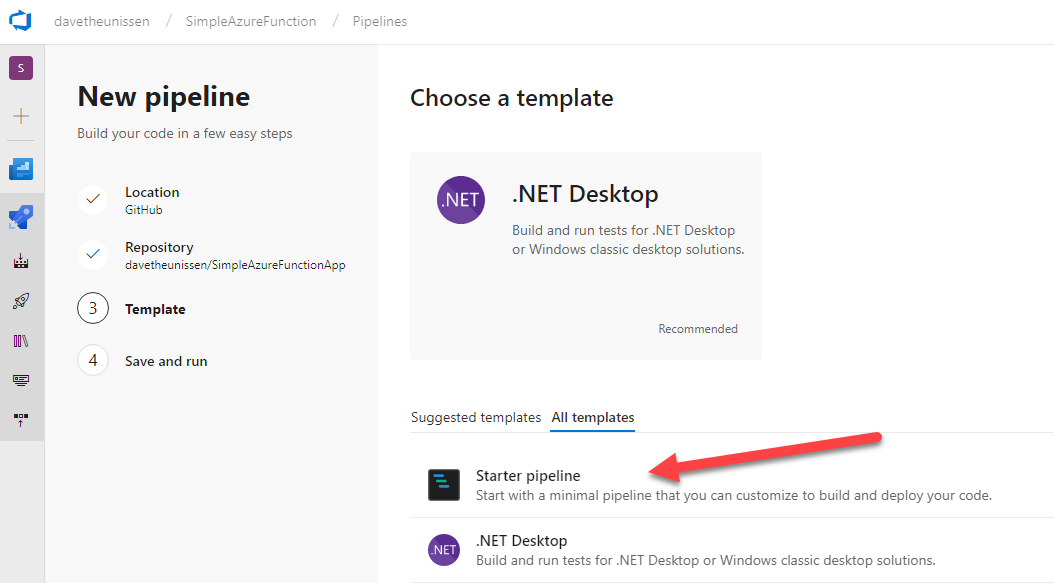 davetheunissen / SimpleAzureFunction / Pipelines
S
New pipeline
Build your code in a few easy steps
Location
GitHub
Repository
davetheunissen/SimpleAzureFunctionApp
3 Template
4 Save and run
Choose a template
.NET .NET Desktop
Build and run tests for .NET Desktop
or Windows classic desktop solutions.
Recommended
Suggested templates All templates
Starter pipeline
Start with a minimal pipeline that you can customize to build and deploy your code.
.NET .NET Desktop
Build and run tests for .NET Desktop or Windows classic desktop solutions.